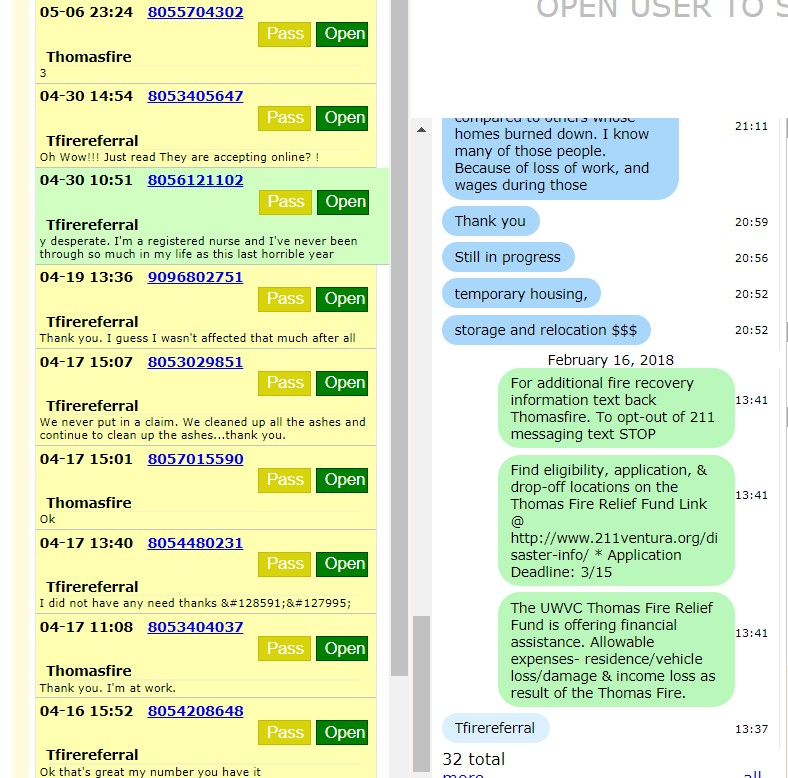 05-06 23:24 8055704302
Pass Open
Thomasfire
3
04-30 14:54 8053405647
Pass Open
Tfirereferral
Oh Wow!!! Just read They are accepting online? !
04-30 10:51 8056121102
Pass Open
Tfirereferral
y desperate. I'm a registered nurse and I've never been
through so much in my life as this last horrible year
04-19 13:36 9096802751
Pass Open
Tfirereferral
Thank you. I guess I wasn't affected that much after all
04-17 15:07 8053029851
Pass Open
Tfirereferral
We never put in a claim. We cleaned up all the ashes and
continue to clean up the ashes...thank you.
04-17 15:01 8057015590
Pass Open
Thomasfire
Ok
04-17 13:40 8054480231
Pass Open
Tfirereferral
I did not have any need thanks &#128591;&#127995;
04-17 11:08 8053404037
Pass Open
Thomasfire
Thank you. I'm at work.
04-16 15:52 8054208648
Pass Open
Tfirereferral
Ok that's great my number you have it
OPEN USER TO S
compared to others whose
homes burned down. I know
many of those people.
Because of loss of work, and
wages during those
21:11
Thank you
20:59
Still in progress
20:56
temporary housing,
20:52
storage and relocation $$$
20:52
February 16, 2018
For additional fire recovery
information text back
Thomasfire. To opt-out of 211
messaging text STOP
13:41
Find eligibility, application, &
drop-off locations on the
Thomas Fire Relief Fund Link
@
http://www.211ventura.org/di
saster-info/ * Application
Deadline: 3/15
13:41
The UWVC Thomas Fire Relief
Fund is offering financial
assistance. Allowable
expenses- residence/vehicle
loss/damage & income loss as
result of the Thomas Fire.
13:41
Tfirereferral
13:37
32 total
more all